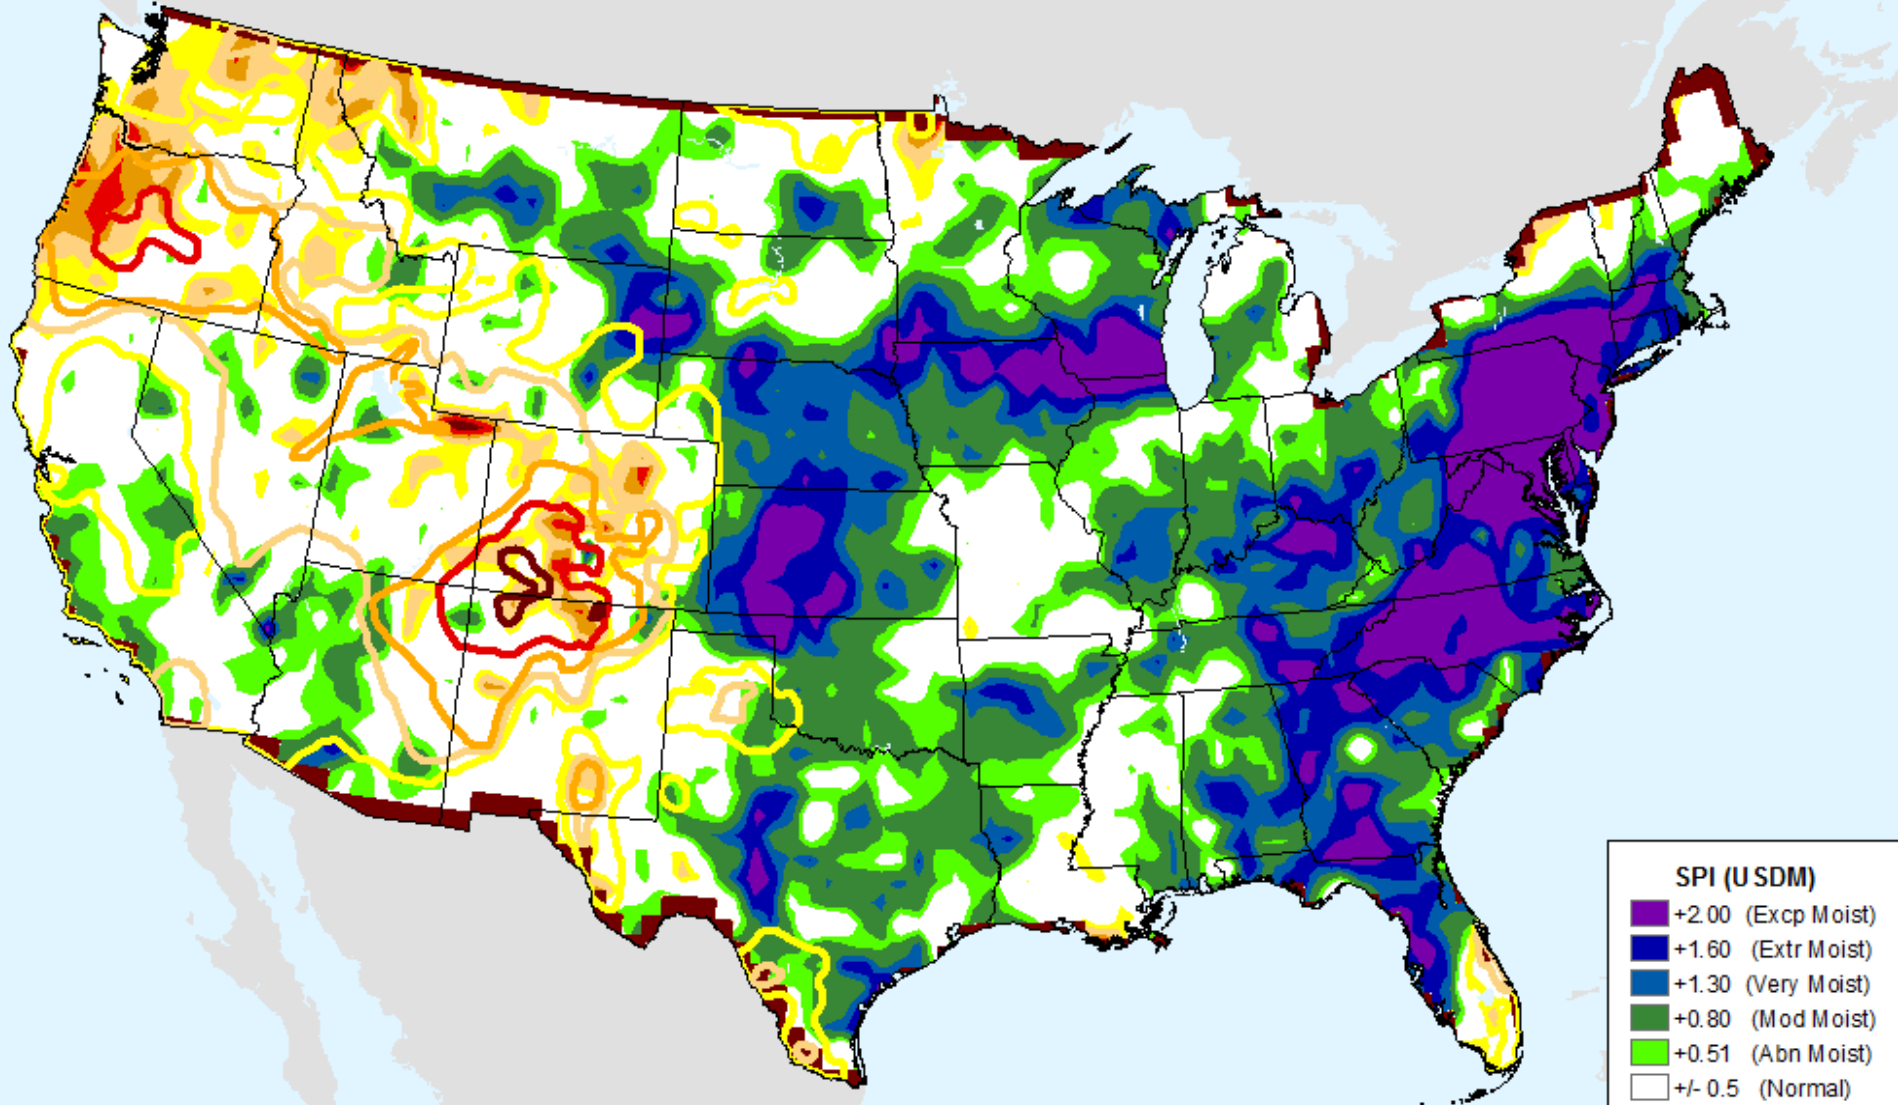 SPI (USDM)
+2.00 (Excp Moist)
+1.60 (Extr Moist)
+1.30 (Very Moist)
+0.80 (Mod Moist)
+0.51 (Abn Moist)
+/- 0.5 (Normal)